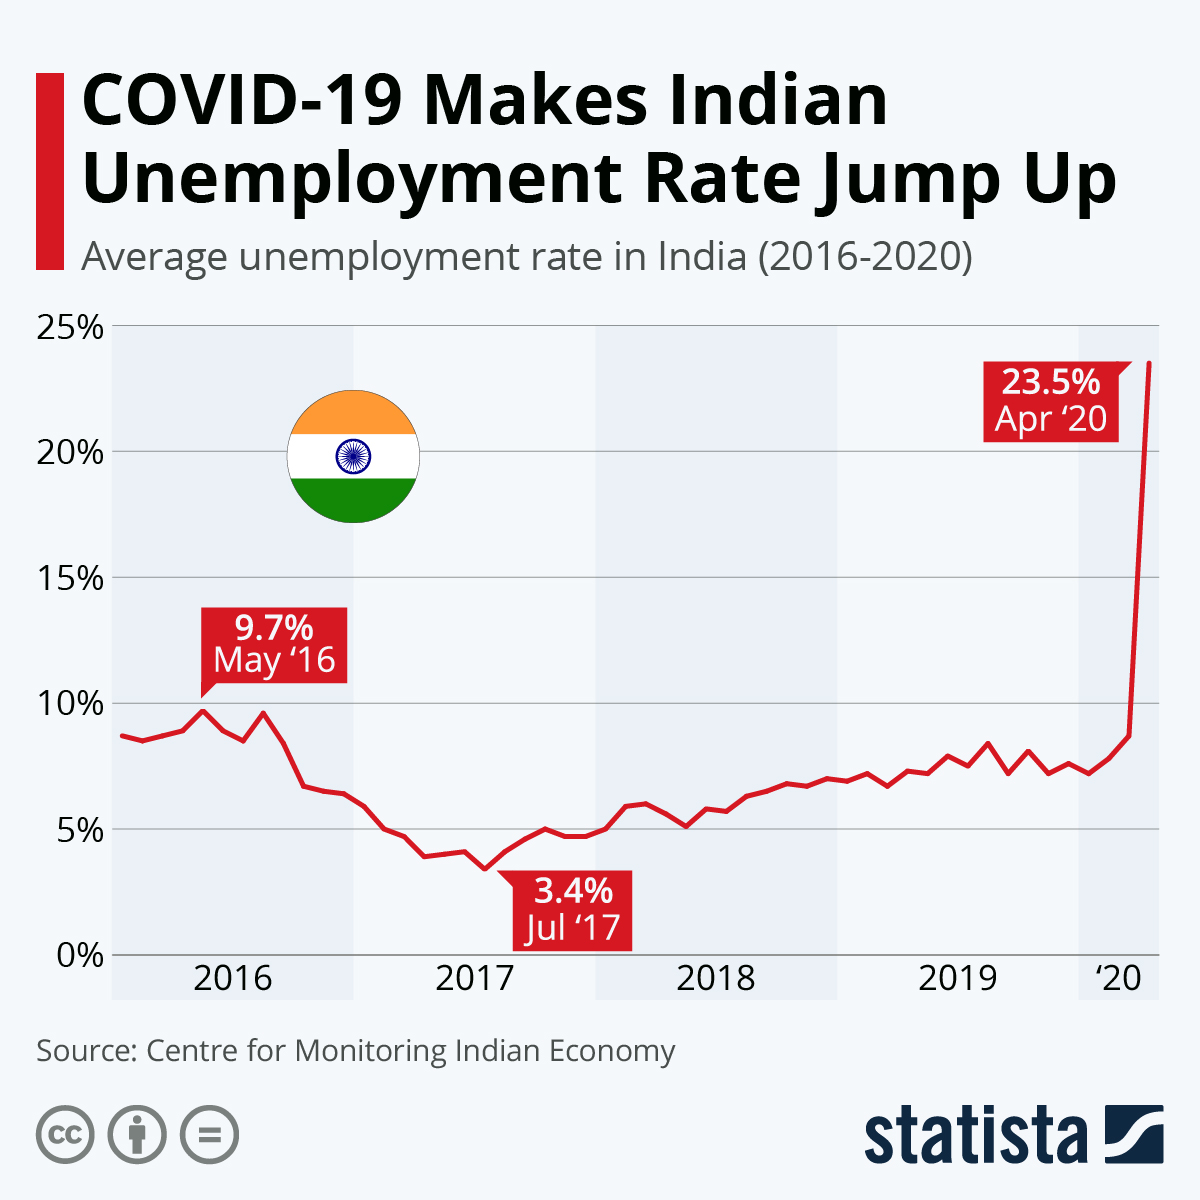 COVID-19 Makes Indian
Unemployment Rate Jump Up
Average unemployment rate in India (2016-2020)
25%
20%
15%
10%
5%
0%
23.5%
Apr ‘20
9.7%
May ‘16
3.4%
Jul ‘17
2016
2017
2018
2019
‘20
Source: Centre for Monitoring Indian Economy
cc
statista